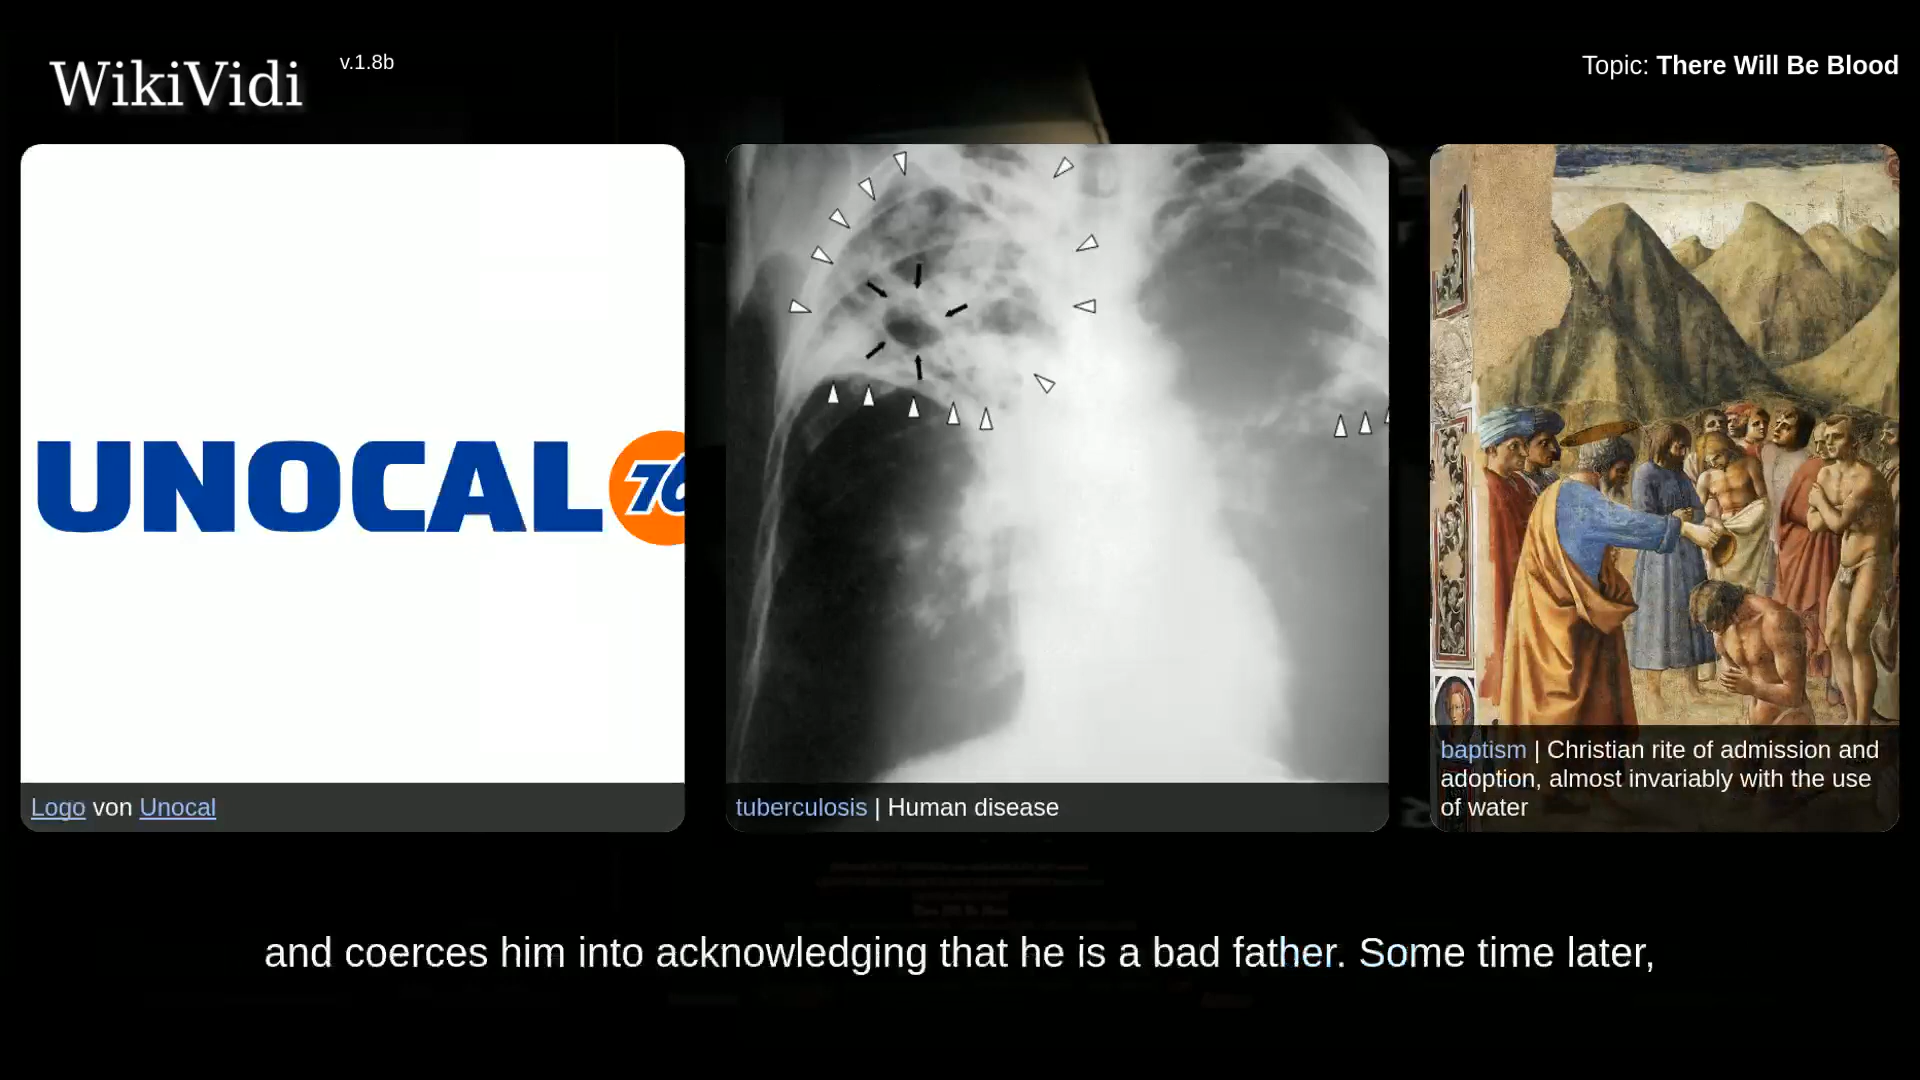 WikiVidi
v.1.8b
Topic: There Will Be Blood
UNOCAL 76
Logo von Unocal
tuberculosis | Human disease
baptism | Christian rite of admission and
adoption, almost invariably with the use
of water
and coerces him into acknowledging that he is a bad father. Some time later,